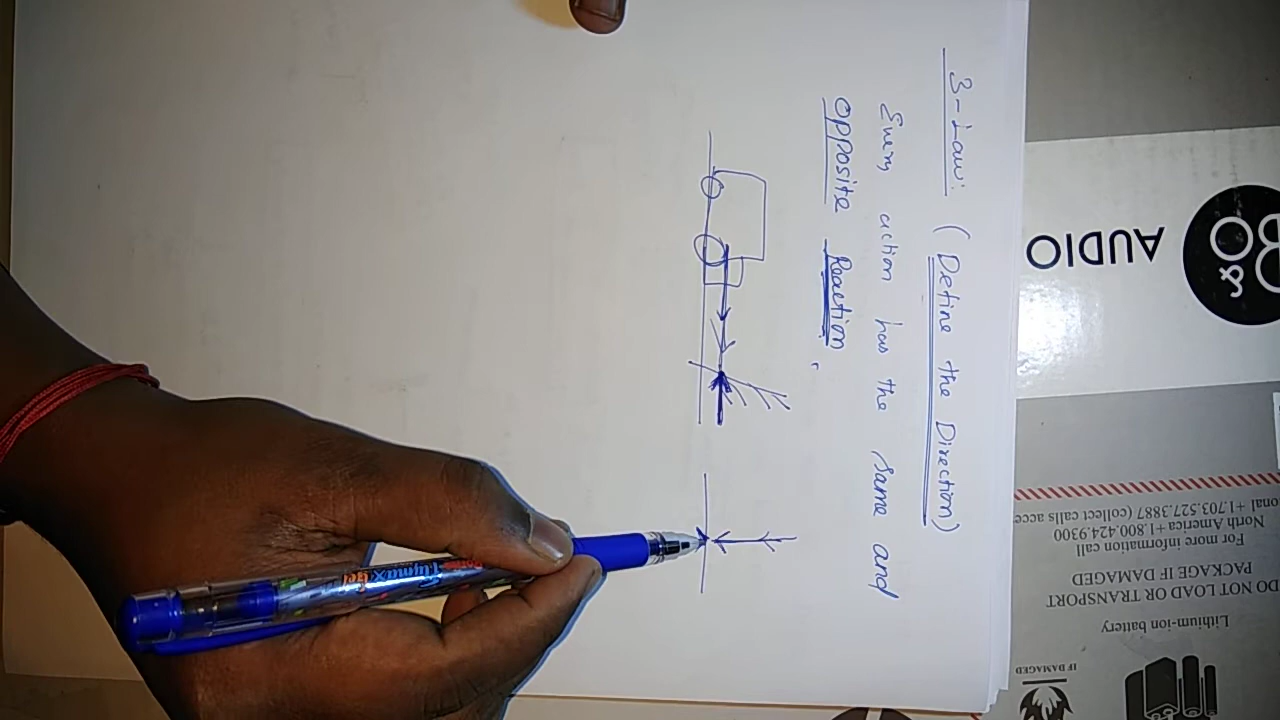 3-Law: (Define the Direction)
Every action has the same and
opposite Reaction.
B&O
AUDIO
Flymax Gel
Lithium-ion battery
DO NOT LOAD OR TRANSPORT
PACKAGE IF DAMAGED
For more information call
North America +1.800.424.9300
onal +1.703.527.3887 (collect calls acce
IF DAMAGED